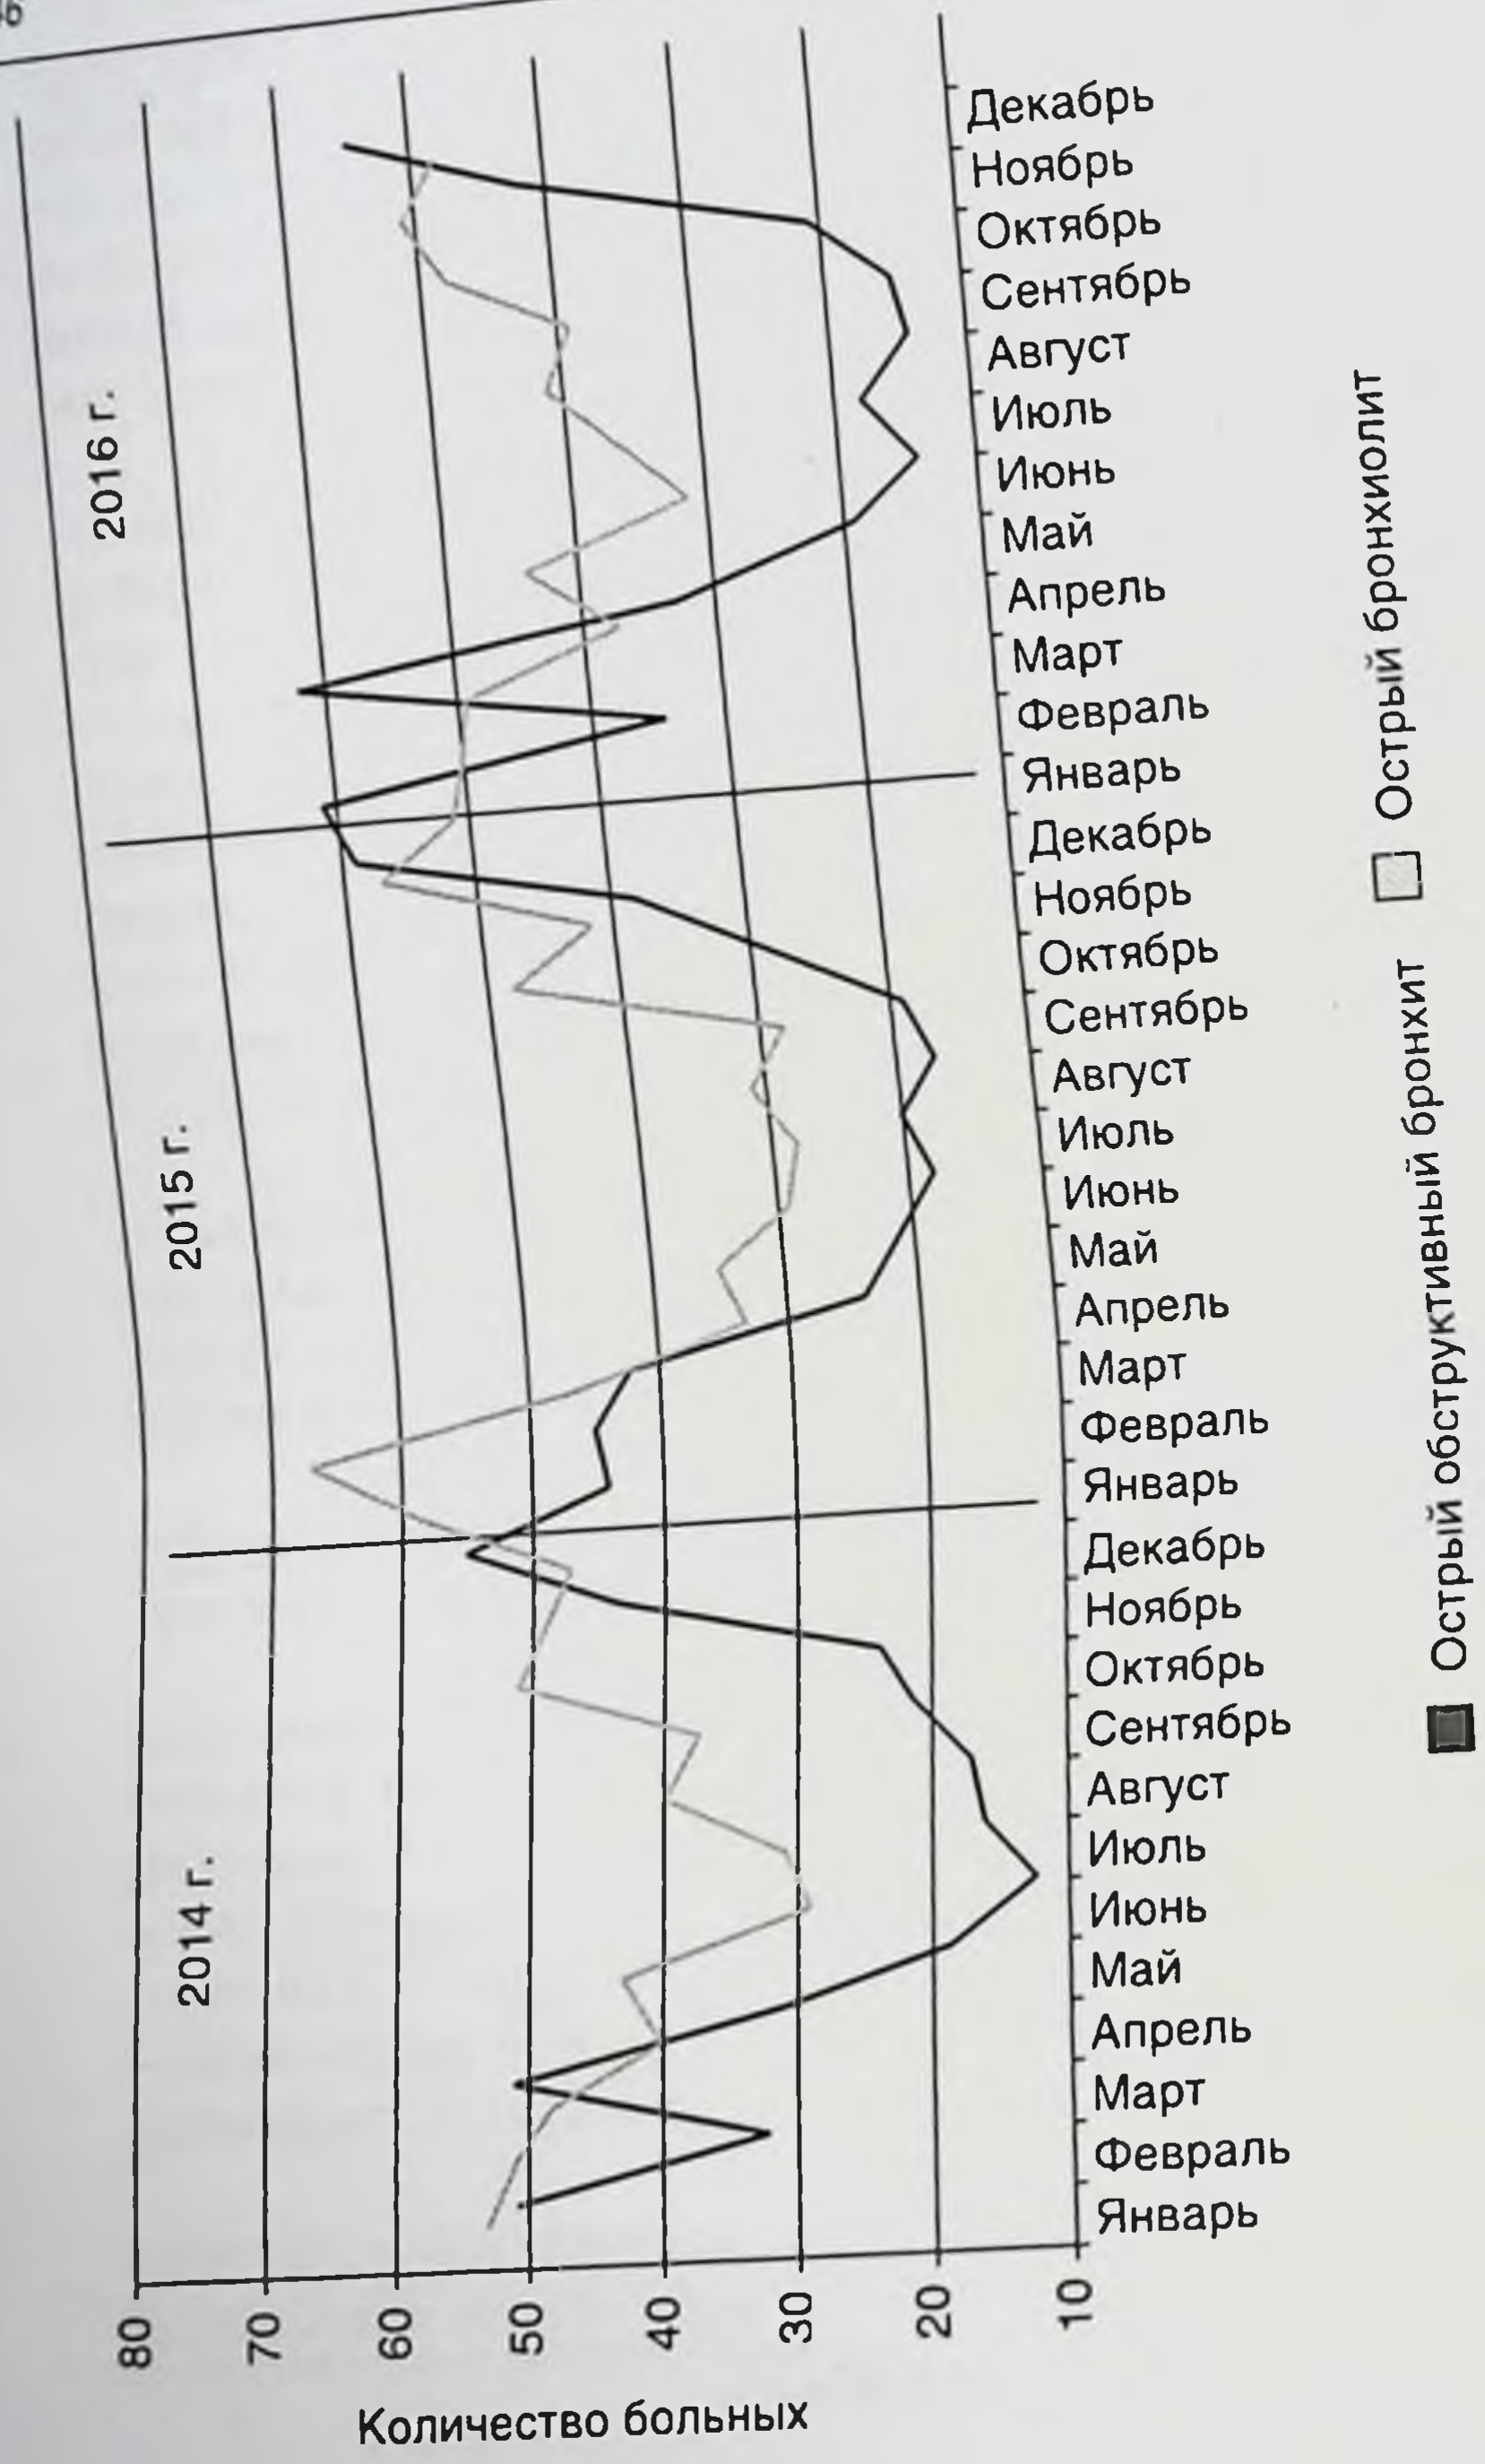 2014 г.
2015 г.
2016 г.
Количество больных
80
70
60
50
40
30
20
10
Январь
Февраль
Март
Апрель
Май
Июнь
Июль
Август
Сентябрь
Октябрь
Ноябрь
Декабрь
Январь
Февраль
Март
Апрель
Май
Июнь
Июль
Август
Сентябрь
Октябрь
Ноябрь
Декабрь
Январь
Февраль
Март
Апрель
Май
Июнь
Июль
Август
Сентябрь
Октябрь
Ноябрь
Декабрь
Острый обструктивный бронхит
Острый бронхиолит